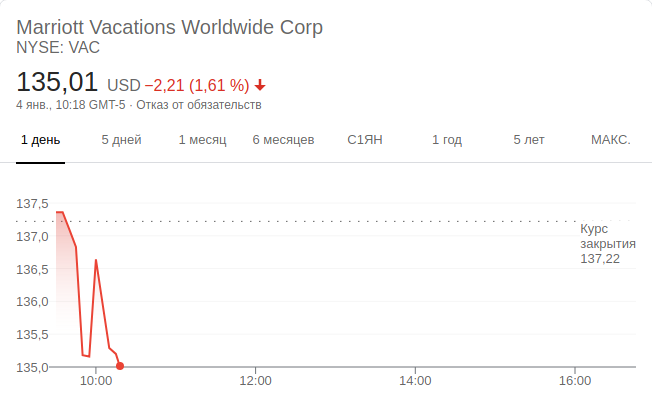 Marriott Vacations Worldwide Corp
NYSE: VAC
135,01 USD −2,21 (1,61 %)
4 янв., 10:18 GMT-5 · Отказ от обязательств
1 день 5 дней 1 месяц 6 месяцев С1ЯН 1 год 5 лет МАКС.
137,5
137,0
136,5
136,0
135,5
135,0
Курс
закрытия
137,22
10:00 12:00 14:00 16:00